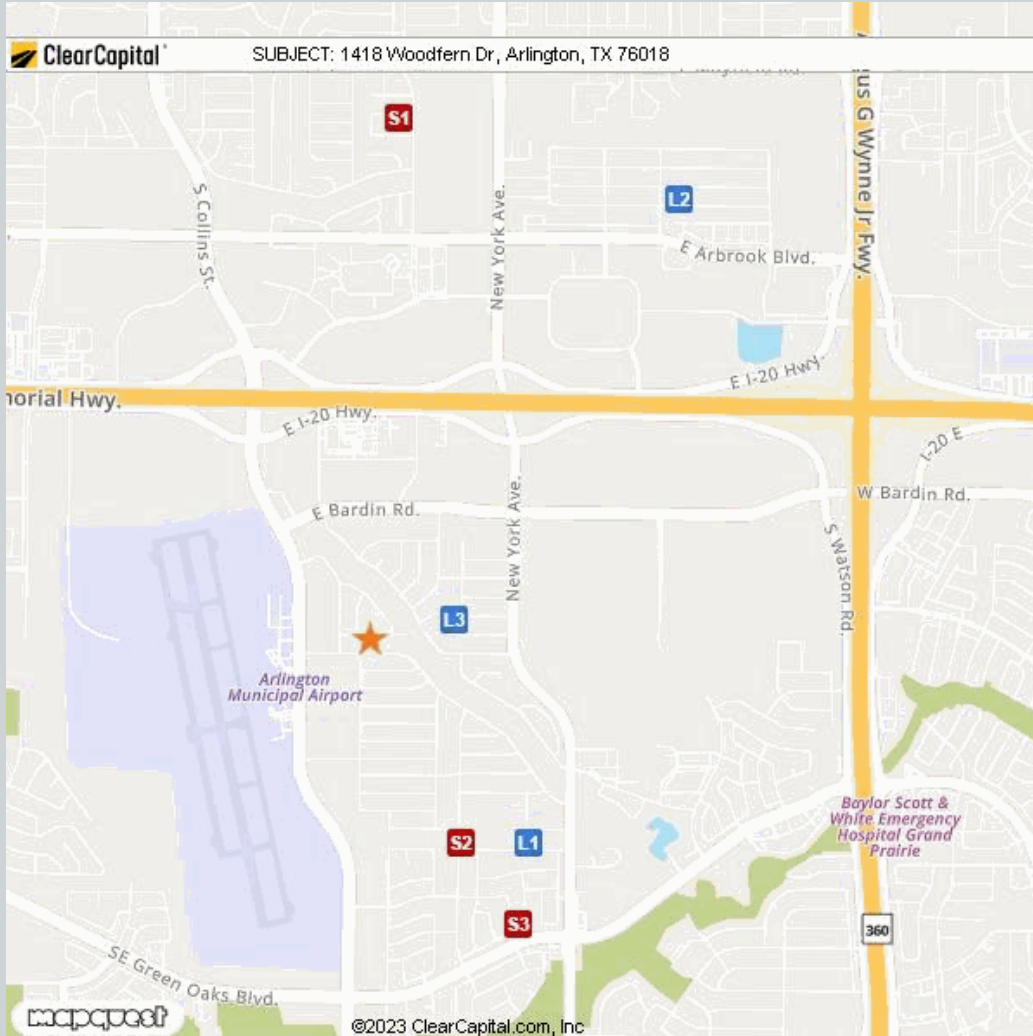 ClearCapital
SUBJECT: 1418 Woodfern Dr, Arlington, TX 76018
S1
S Collins St.
New York Ave.
L2
E Arbrook Blvd.
us G Wynne Jr Fwy.
morial Hwy.
E I-20 Hwy.
E I-20 Hwy.
I-20 E
E Bardin Rd.
W Bardin Rd.
New York Ave.
S Watson Rd.
L3
Arlington
Municipal Airport
Baylor Scott &
White Emergency
Hospital Grand
Prairie
S2
L1
S3
360
SE Green Oaks Blvd.
mapquest
©2023 ClearCapital.com, Inc